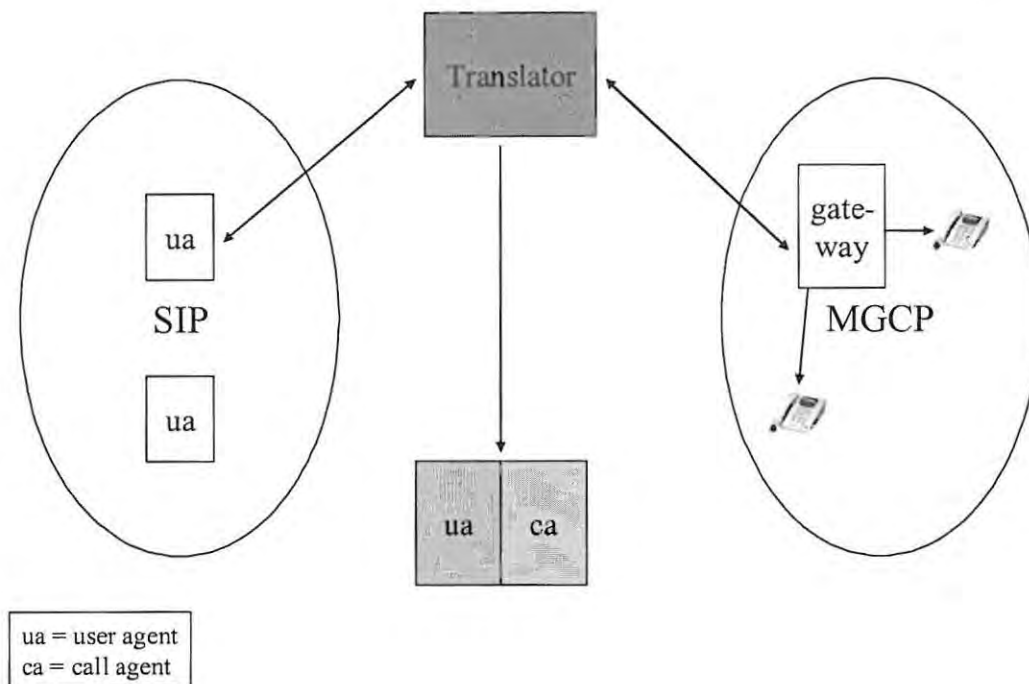 Translator
ua
SIP
ua
gate-
way
MGCP
ua
ca
ua = user agent
ca = call agent